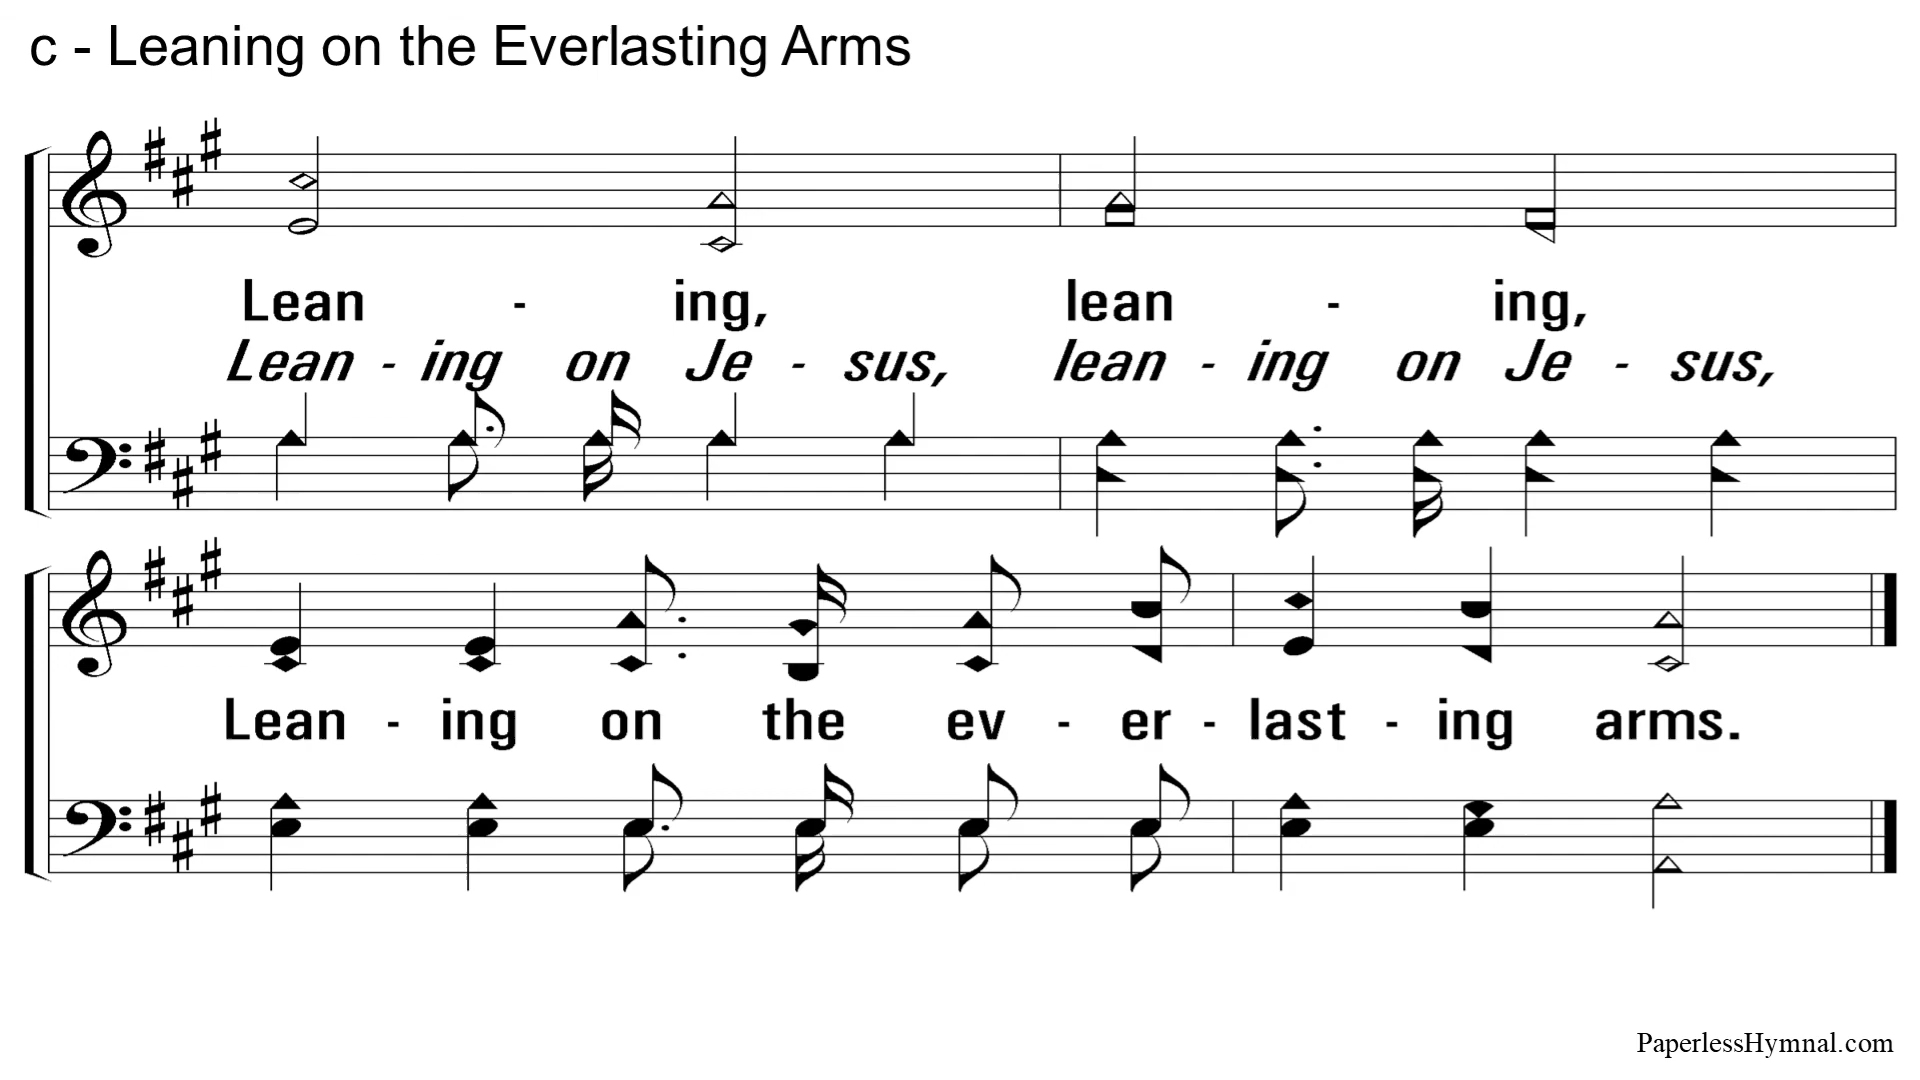 c - Leaning on the Everlasting Arms
Lean - ing, lean - ing,
Lean - ing on Je - sus, lean - ing on Je - sus,
Lean - ing on the ev - er - last - ing arms.
PaperlessHymnal.com